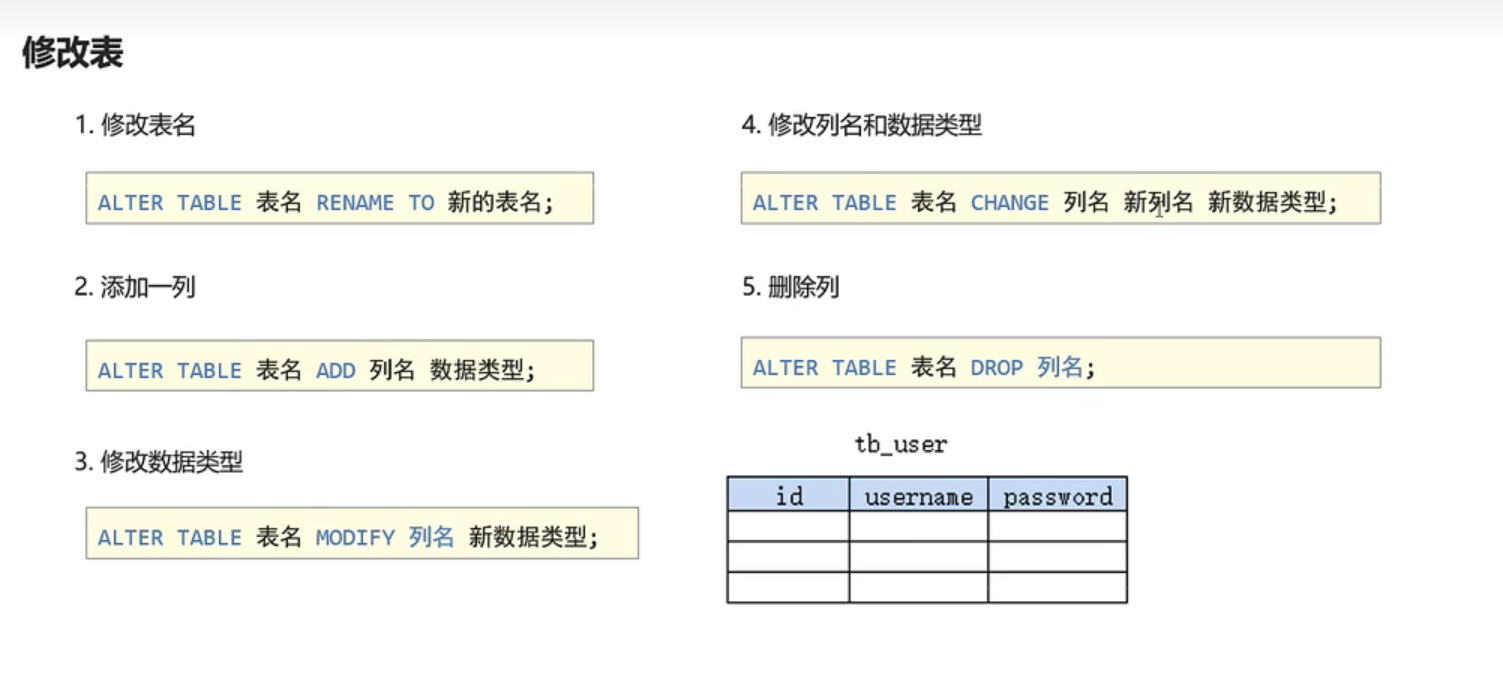 修改表
1. 修改表名
ALTER TABLE 表名 RENAME TO 新的表名;
2. 添加一列
ALTER TABLE 表名 ADD 列名 数据类型;
3. 修改数据类型
ALTER TABLE 表名 MODIFY 列名 新数据类型;
4. 修改列名和数据类型
ALTER TABLE 表名 CHANGE 列名 新列名 新数据类型;
5. 删除列
ALTER TABLE 表名 DROP 列名;
tb_user
id username password